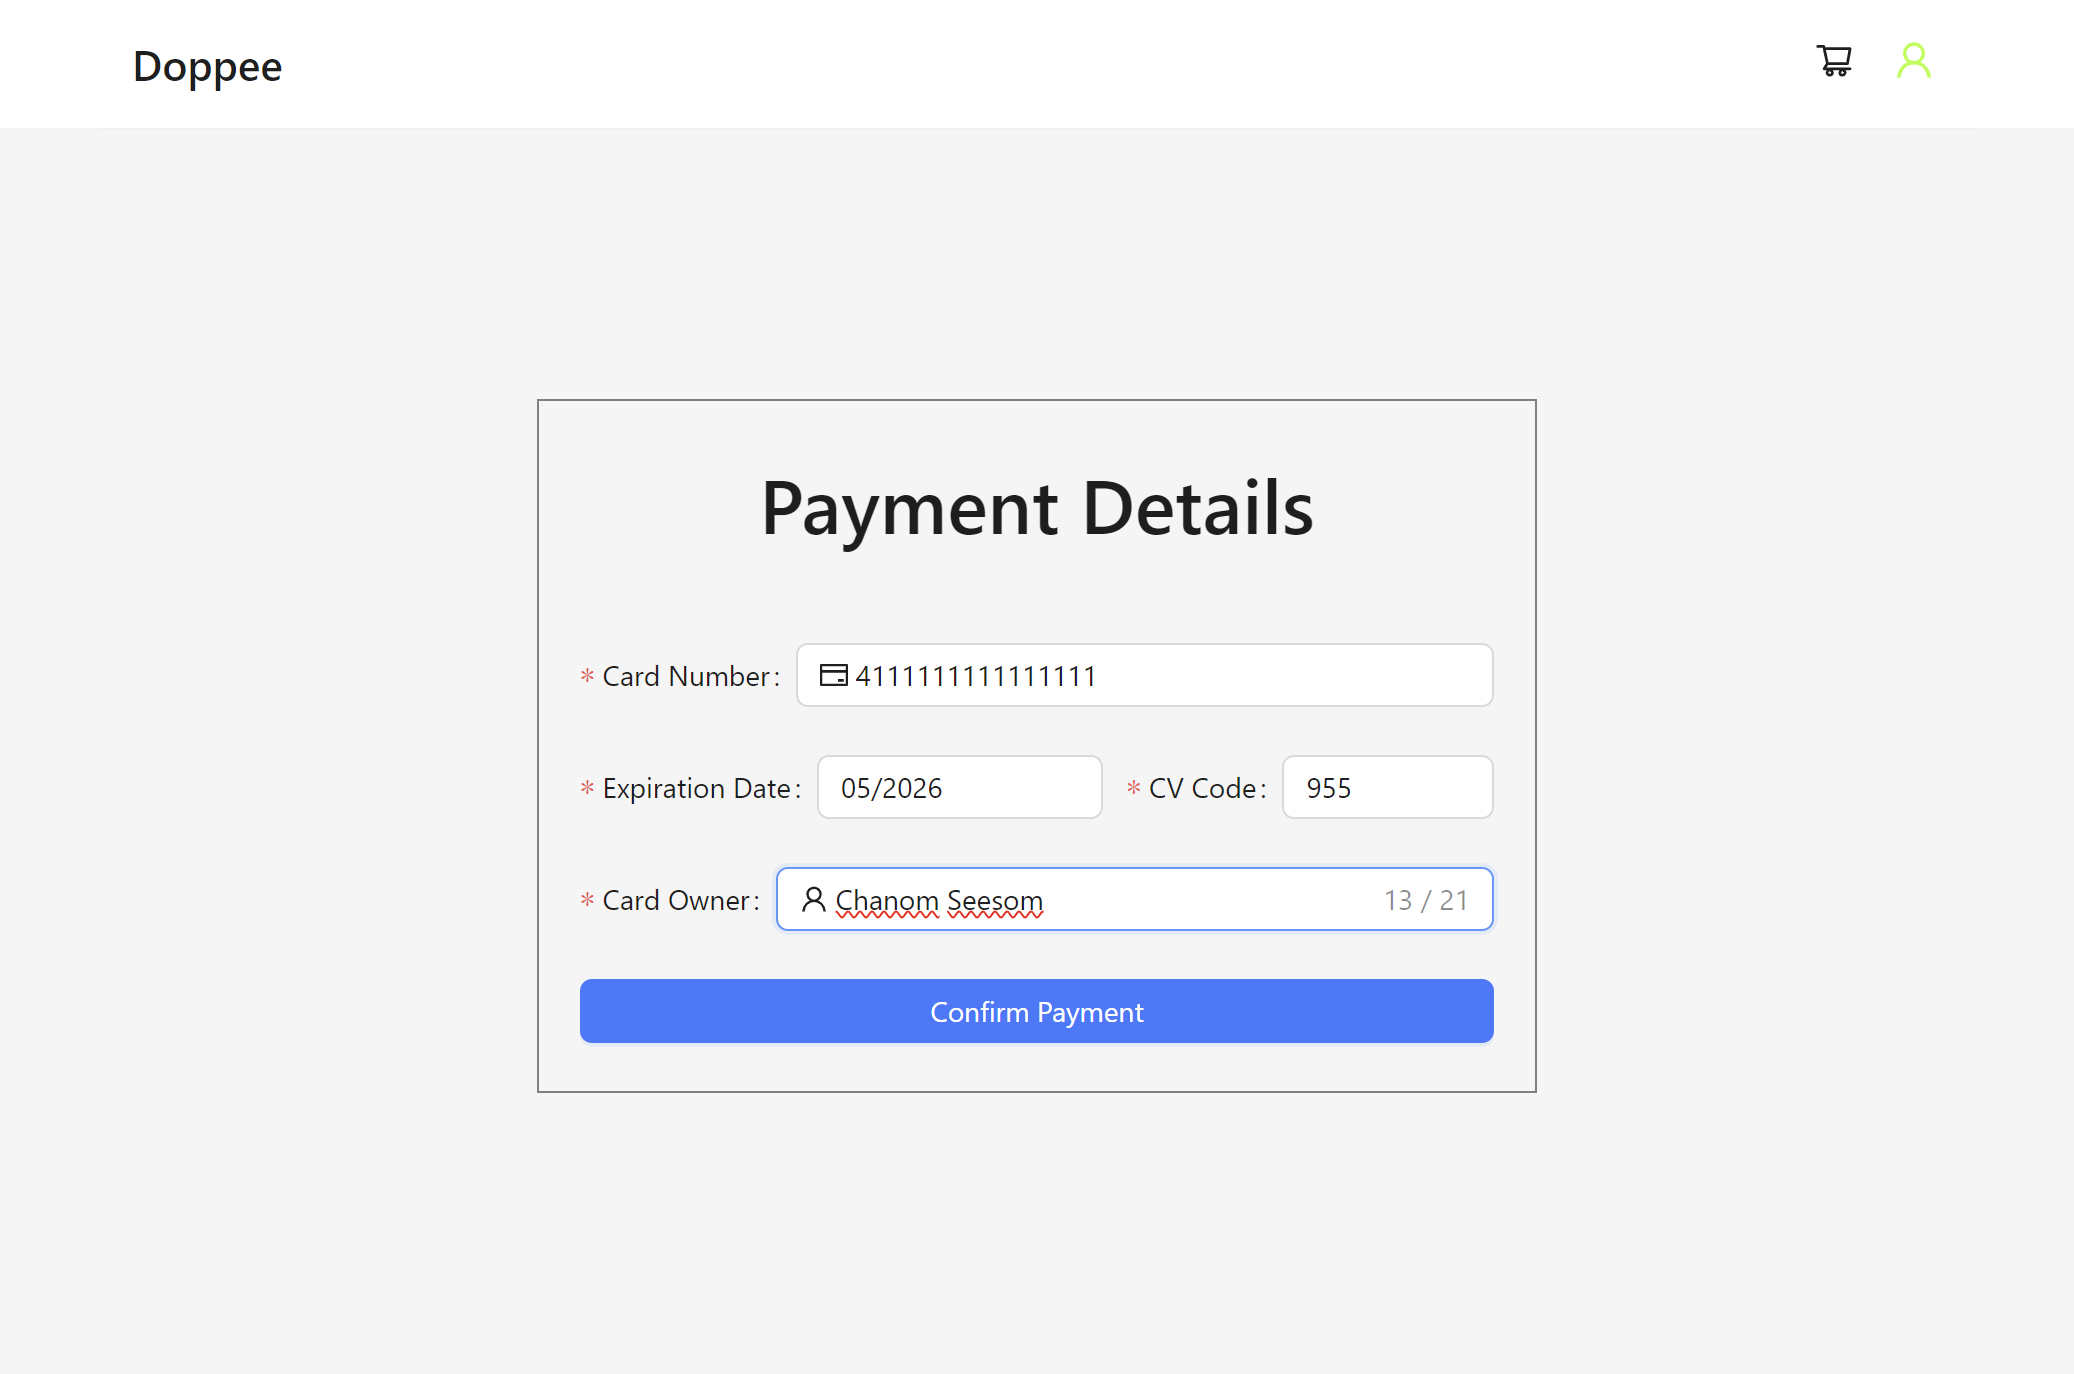 Doppee
Payment Details
* Card Number: 4111111111111111
* Expiration Date: 05/2026 * CV Code: 955
* Card Owner: Chanom Seesom 13 / 21
Confirm Payment